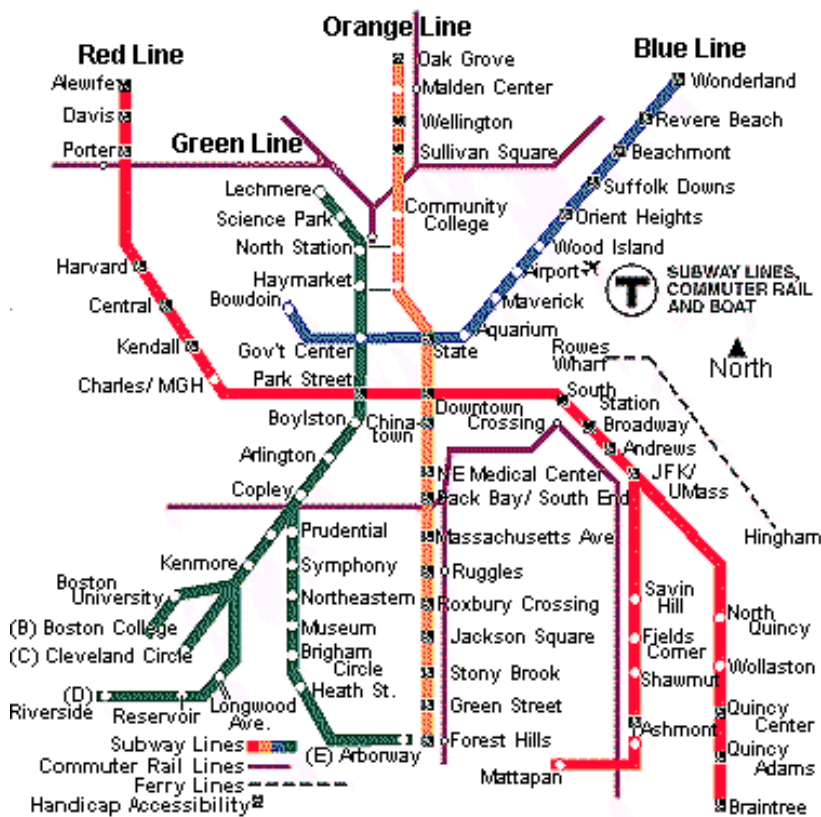 Orange Line
Red Line
Blue Line
Green Line
Alewife
Davis
Porter
Oak Grove
Malden Center
Wellington
Sullivan Square
Community
College
Wonderland
Revere Beach
Beachmont
Suffolk Downs
Orient Heights
Wood Island
Airport
Maverick
Aquarium
Lechmere
Science Park
North Station
Haymarket
Bowdoin
Gov't Center
State
Harvard
Central
Kendall
Charles/ MGH
Park Street
T
SUBWAY LINES,
COMMUTER RAIL
AND BOAT
North
Rowes
Wharf
Boylston
China-
town
Downtown
Crossing
South
Station
Broadway
Andrews
JFK/
UMass
Arlington
Copley
NE Medical Center
Back Bay/ South End
Massachusetts Ave
Ruggles
Roxbury Crossing
Jackson Square
Stony Brook
Green Street
Forest Hills
Hingham
Kenmore
Prudential
Symphony
Northeastern
Museum
Brigham
Circle
Heath St.
(E) Arborway
Boston
University
(B) Boston College
(C) Cleveland Circle
(D)
Riverside
Reservoir
Longwood
Ave.
Savin
Hill
Fields
Corner
Shawmut
Ashmont
Mattapan
North
Quincy
Wollaston
Quincy
Center
Quincy
Adams
Braintree
Subway Lines
Commuter Rail Lines
Ferry Lines
Handicap Accessibility